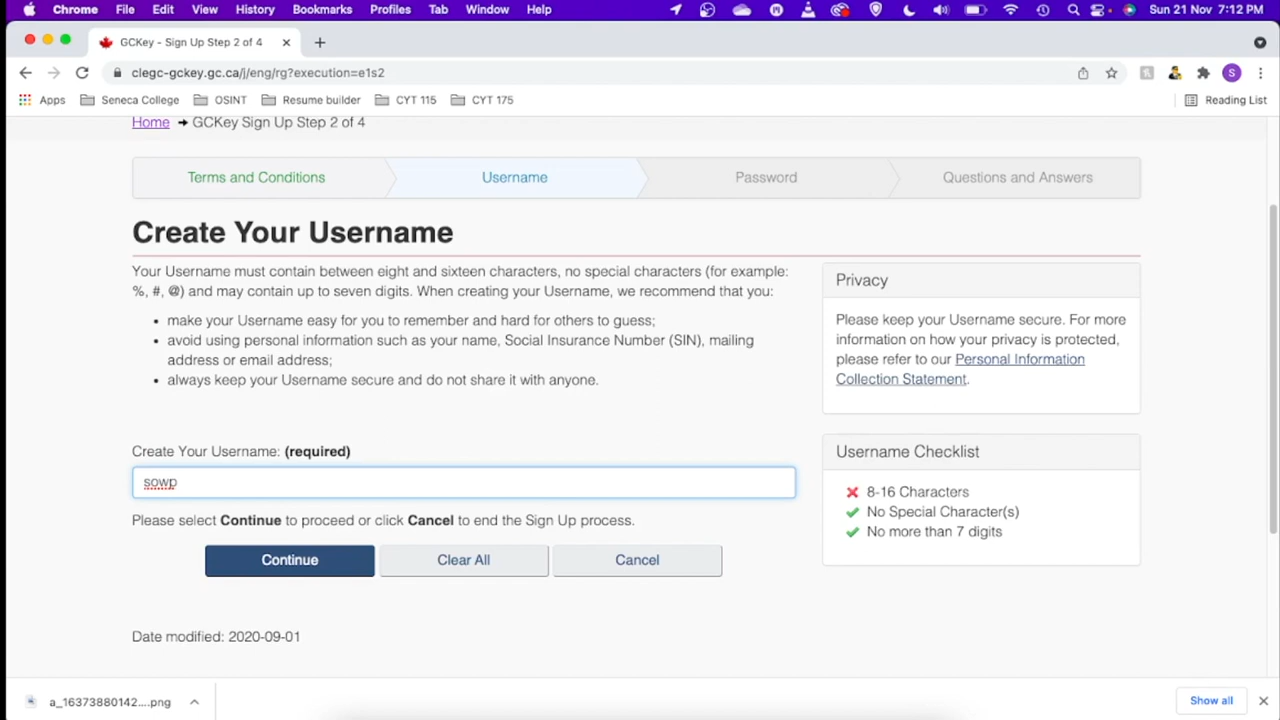 Chrome File Edit View History Bookmarks Profiles Tab Window Help Sun 21 Nov 7:12 PM
GCKey - Sign Up Step 2 of 4
clegc-gckey.gc.ca/j/eng/rg?execution=e1s2 S
Apps Seneca College OSINT Resume builder CYT 115 CYT 175 Reading List
Home ➔ GCKey Sign Up Step 2 of 4
Terms and Conditions Username Password Questions and Answers
Create Your Username
Your Username must contain between eight and sixteen characters, no special characters (for example:
%, #, @) and may contain up to seven digits. When creating your Username, we recommend that you:
• make your Username easy for you to remember and hard for others to guess;
• avoid using personal information such as your name, Social Insurance Number (SIN), mailing
address or email address;
• always keep your Username secure and do not share it with anyone.
Privacy
Please keep your Username secure. For more
information on how your privacy is protected,
please refer to our Personal Information
Collection Statement.
Create Your Username: (required)
sowp
Please select Continue to proceed or click Cancel to end the Sign Up process.
Continue Clear All Cancel
Username Checklist
8-16 Characters
No Special Character(s)
No more than 7 digits
Date modified: 2020-09-01
a_16373880142....png Show all